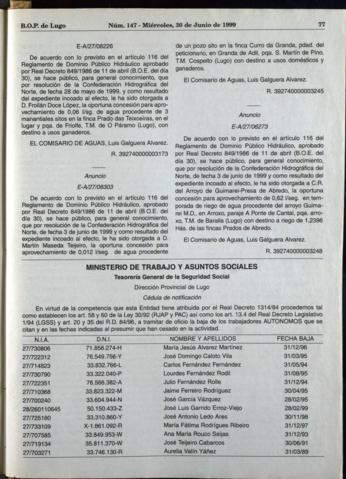 B.O.P. de Lugo
Núm. 147 - Miércoles, 30 de Junio de 1999
77
E-A/27/08226
De acuerdo con lo previsto en el artículo 116 del
Reglamento de Dominio Público Hidráulico aprobado
por Real Decreto 849/1986 de 11 de abril (B.O.E. del día
30), se hace público, para general conocimiento, que
por resolución de la Confederación Hidrográfica del
Norte, de fecha 28 de mayo de 1999, y como resultado
del expediente incoado al efecto, le ha sido otorgada a
D. Froilán Doce López, la oportuna concesión para apro-
vechamiento de 0,06 l/sg. de agua procedente de 3
manantiales sitos en la finca Prado das Teixoeiras, en el
lugar y pqa. de Friolfe, T.M. de O Páramo (Lugo), con
destino a usos ganaderos.
EL COMISARIO DE AGUAS, Luis Galguera Alvarez.
R. 392740000003173
Anuncio
E-A/27/08303
De acuerdo con lo previsto en el artículo 116 del
Reglamento de Dominio Público Hidráulico, aprobado
por Real Decreto 849/1986 de 11 de abril (B.O.E. del
día 30), se hace público, para general conocimiento,
que por resolución de la Confederación Hidrográfica del
Norte, de fecha 3 de junio de 1999 y como resultado del
expediente incoado al efecto, le ha sido otorgada a D.
Martín Maseda Teijeiro, la oportuna concesión para
aprovechamiento de 0,012 l/seg. de agua procedente
de un pozo sito en la finca Curro da Granda, pdad. del
peticionario, en Granda de Adil, pqa. S. Martín de Pino,
T.M. Cospeito (Lugo) con destino a usos domésticos y
ganaderos.
El Comisario de Aguas, Luis Galguera Alvarez.
R. 392740000003245
Anuncio
E-A/27/06273
De acuerdo con lo previsto en el artículo 116 del
Reglamento de Dominio Público Hidráulico, aprobado
por Real Decreto 849/1986 de 11 de abril (B.O.E. del
día 30), se hace público, para general conocimiento,
que por resolución de la Confederación Hidrográfica del
Norte, de fecha 3 de junio de 1999 y como resultado del
expediente incoado al efecto, le ha sido otorgada a C.R.
del Arroyo de Guimarei-Presa de Abredo, la oportuna
concesión para aprovechamiento de 0,62 l/seg. en tem-
porada de riego de agua procedente del arroyo Guima-
rei M.D., en Arroxo, paraje A Ponte de Cantal, pqa. arro-
xo, T.M. de Baralla (Lugo) con destino a riego de 1,2396
Hás. de las fincas Prados de Abredo.
El Comisario de Aguas, Luis Galguera Alvarez.
R. 392740000003248
MINISTERIO DE TRABAJO Y ASUNTOS SOCIALES
Tesorería General de la Seguridad Social
Dirección Provincial de Lugo
Cédula de notificación
En virtud de la competencia que esta Entidad tiene atribuida por el Real Decreto 1314/84 procedemos tal
como establecen los art. 58 y 60 de la Ley 30/92 (RJAP y PAC) así como los art. 13.4 del Real Decreto Legislativo
1/94 (LGSS) y art. 20 y 35 del R.D. 84/96, a tramitar de oficio la baja de los trabajadores AUTONOMOS que se
citan y en las fechas indicadas al presumir que han cesado en la actividad.
N.I.A. D.N.I. NOMBRE Y APELLIDOS FECHA BAJA
27/730806 71.856.274-H María Jesús Alvarez Martínez 31/12/96
27/722312 76.549.756-Y José Domingo Caloto Vila 31/03/95
27/714823 33.832.766-L Carlos Fernández Fernández 31/05/94
27/730790 33.322.040-P Lourdes Fernández Rodil 31/08/95
27/722351 76.566.382-A Julio Fernández Rolle 31/12/94
27/710368 33.823.322-M Jaime Ferreiro Rodríguez 30/04/95
27/700240 33.604.944-N José García Vázquez 28/02/95
28/260110645 50.150.433-Z José Luis Garrido Erroz-Viejo 28/02/99
27/725180 33.310.860-Y José Antonio Ledo Ares 30/11/98
27/733109 X-1.861.092-R María Fátima Rodrigues Ribeiro 31/12/97
27/707585 33.849.953-W Ana María Rouco Seijas 31/12/93
27/719134 35.811.370-W José Teijeiro Cabarcos 30/06/91
27/703271 33.746.130-R Aurelia Valín Yáñez 31/03/89